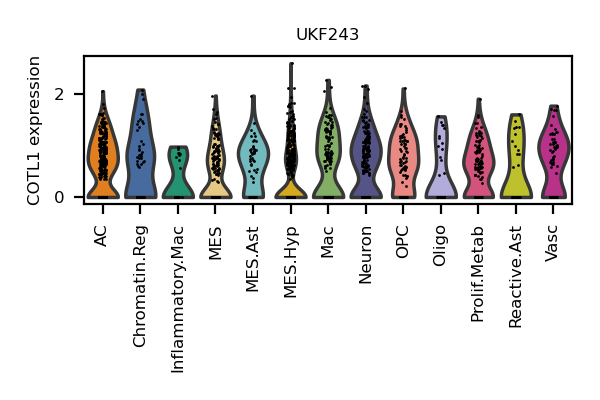 UKF243
COTL1 expression
2
0
AC
Chromatin.Reg
Inflammatory.Mac
MES
MES.Ast
MES.Hyp
Mac
Neuron
OPC
Oligo
Prolif.Metab
Reactive.Ast
Vasc